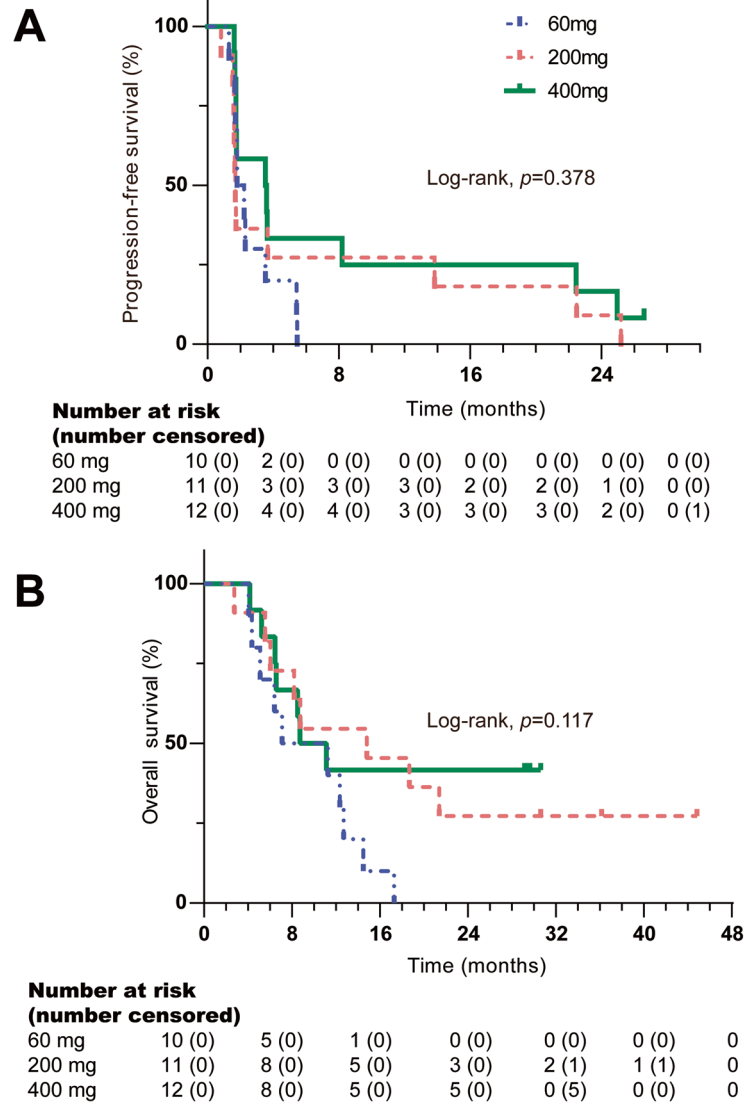 A
Progression-free survival (%)
100
50
0
60mg
200mg
400mg
Log-rank, p=0.378
0 8 16 24
Time (months)
Number at risk
(number censored)
60 mg 10 (0) 2 (0) 0 (0) 0 (0) 0 (0) 0 (0) 0 (0) 0 (0)
200 mg 11 (0) 3 (0) 3 (0) 3 (0) 2 (0) 2 (0) 1 (0) 0 (0)
400 mg 12 (0) 4 (0) 4 (0) 3 (0) 3 (0) 3 (0) 2 (0) 0 (1)
B
Overall survival (%)
100
50
0
Log-rank, p=0.117
0 8 16 24 32 40 48
Time (months)
Number at risk
(number censored)
60 mg 10 (0) 5 (0) 1 (0) 0 (0) 0 (0) 0 (0) 0
200 mg 11 (0) 8 (0) 5 (0) 3 (0) 2 (1) 1 (1) 0
400 mg 12 (0) 8 (0) 5 (0) 5 (0) 0 (5) 0 (0) 0